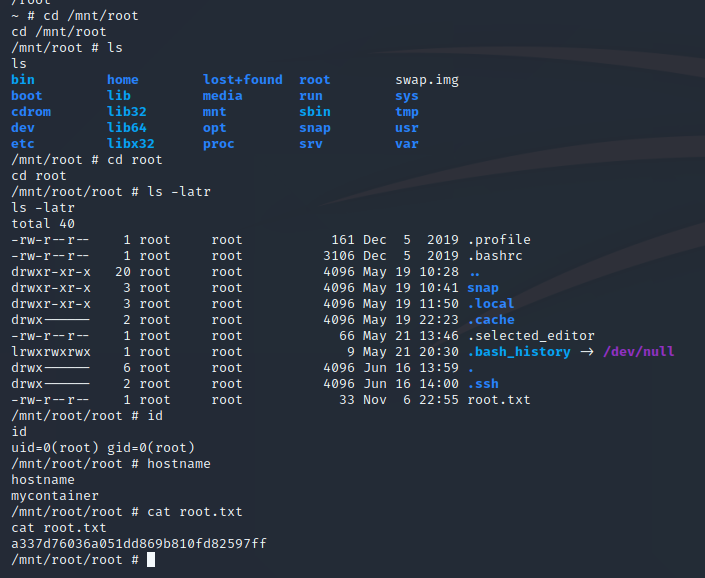 /root
~ # cd /mnt/root
cd /mnt/root
/mnt/root # ls
ls
bin home lost+found root swap.img
boot lib media run sys
cdrom lib32 mnt sbin tmp
dev lib64 opt snap usr
etc libx32 proc srv var
/mnt/root # cd root
cd root
/mnt/root/root # ls -latr
ls -latr
total 40
-rw-r--r-- 1 root root 161 Dec 5 2019 .profile
-rw-r--r-- 1 root root 3106 Dec 5 2019 .bashrc
drwxr-xr-x 20 root root 4096 May 19 10:28 ..
drwxr-xr-x 3 root root 4096 May 19 10:41 snap
drwxr-xr-x 3 root root 4096 May 19 11:50 .local
drwx------ 2 root root 4096 May 19 22:23 .cache
-rw-r--r-- 1 root root 66 May 21 13:46 .selected_editor
lrwxrwxrwx 1 root root 9 May 21 20:30 .bash_history -> /dev/null
drwx------ 6 root root 4096 Jun 16 13:59 .
drwx------ 2 root root 4096 Jun 16 14:00 .ssh
-rw-r--r-- 1 root root 33 Nov 6 22:55 root.txt
/mnt/root/root # id
id
uid=0(root) gid=0(root)
/mnt/root/root # hostname
hostname
mycontainer
/mnt/root/root # cat root.txt
cat root.txt
a337d76036a051dd869b810fd82597ff
/mnt/root/root #